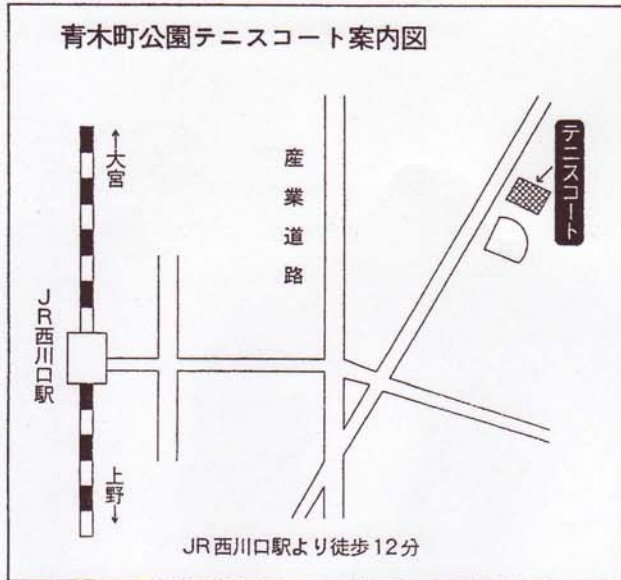 青木町公園テニスコート案内図
↑大宮
産業道路
テニスコート
JR西川口駅
上野↓
JR西川口駅より徒歩12分